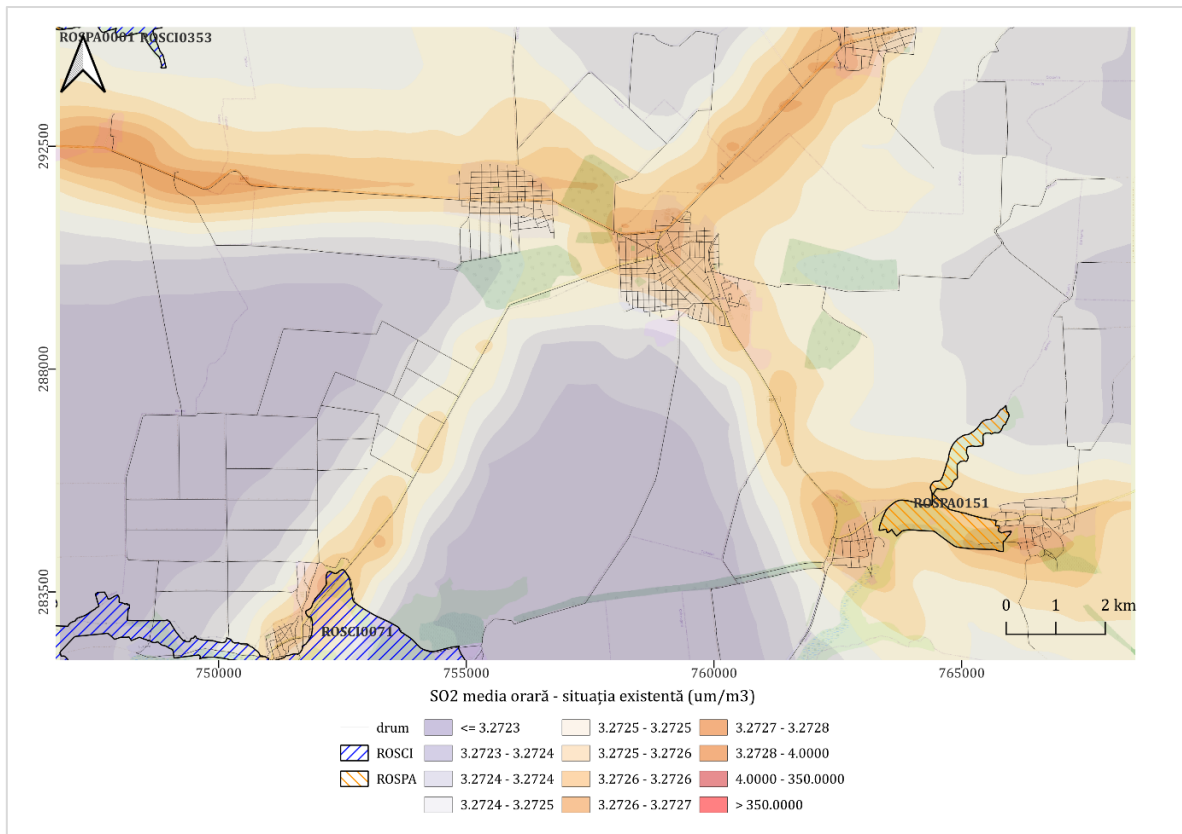 ROSPA0001 ROSCI0353
292500
288000
283500
ROSPA0151
ROSCI0071
0 1 2 km
750000 755000 760000 765000
SO2 media orară - situația existentă (um/m3)
drum <= 3.2723 3.2725 - 3.2725 3.2727 - 3.2728
ROSCI 3.2723 - 3.2724 3.2725 - 3.2726 3.2728 - 4.0000
ROSPA 3.2724 - 3.2724 3.2726 - 3.2726 4.0000 - 350.0000
3.2724 - 3.2725 3.2726 - 3.2727 > 350.0000